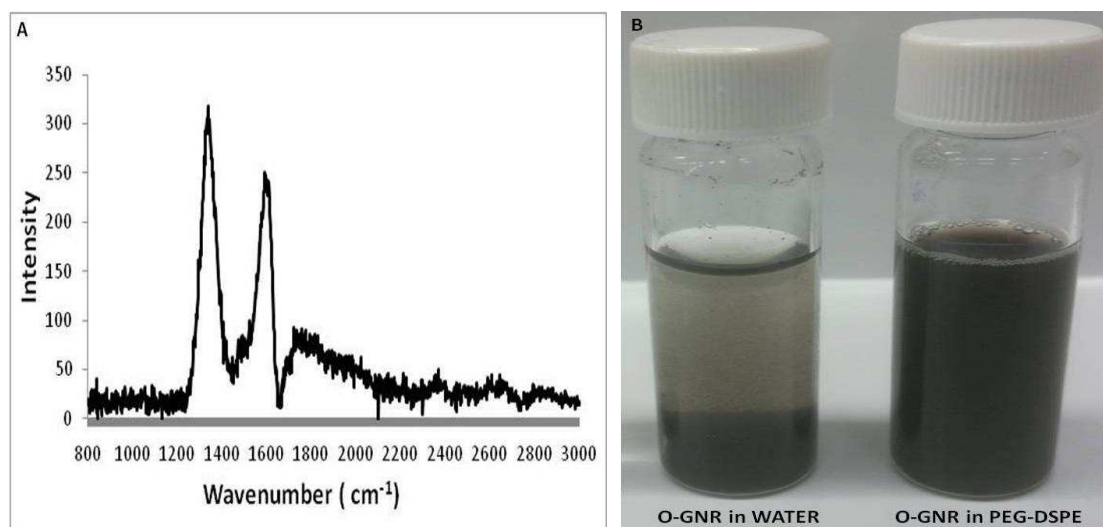 A
350
300
250
200
150
100
50
0
Intensity
800 1000 1200 1400 1600 1800 2000 2200 2400 2600 3000
Wavenumber ( cm-1)
B
O-GNR in WATER
O-GNR in PEG-DSPE